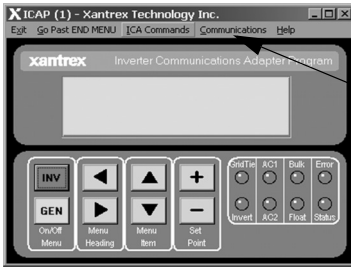 ICAP (1) - Xantrex Technology Inc.
Exit Go Past END MENU ICA Commands Communications Help
xantrex Inverter Communications Adapter Program
GridTie AC1 Bulk Error
INV
GEN
Invert AC2 Float Status
On/Off Menu
Menu Heading
Menu Item
Set Point